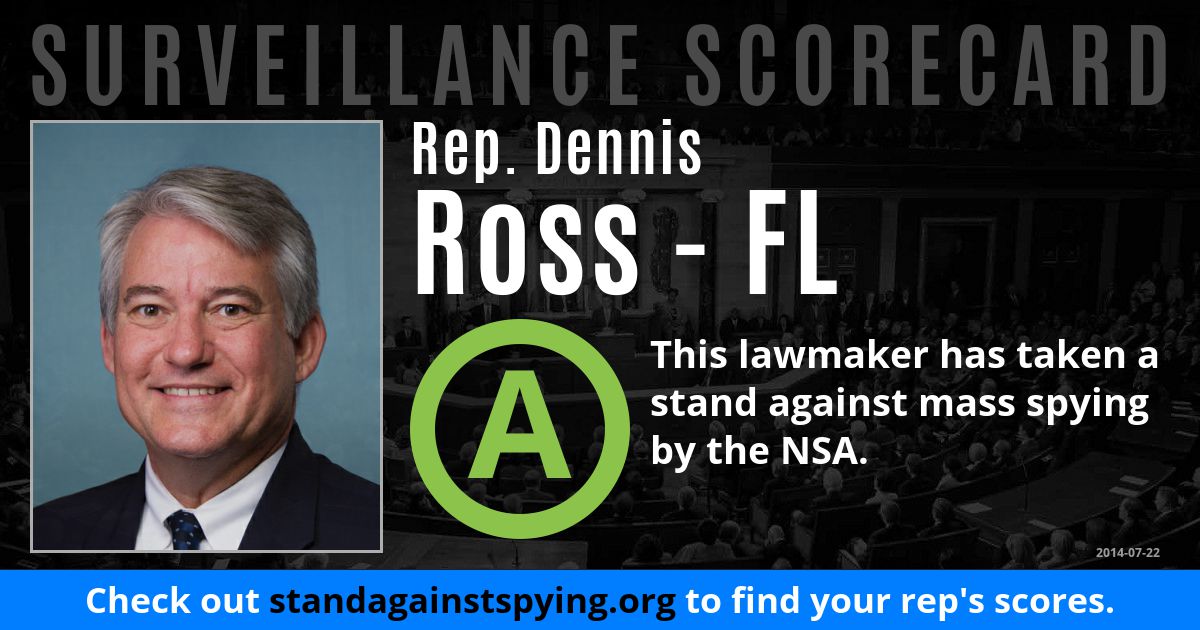 SURVEILLANCE SCORECARD
Rep. Dennis
Ross - FL
A
This lawmaker has taken a
stand against mass spying
by the NSA.
2014-07-22
Check out standagainstspying.org to find your rep's scores.